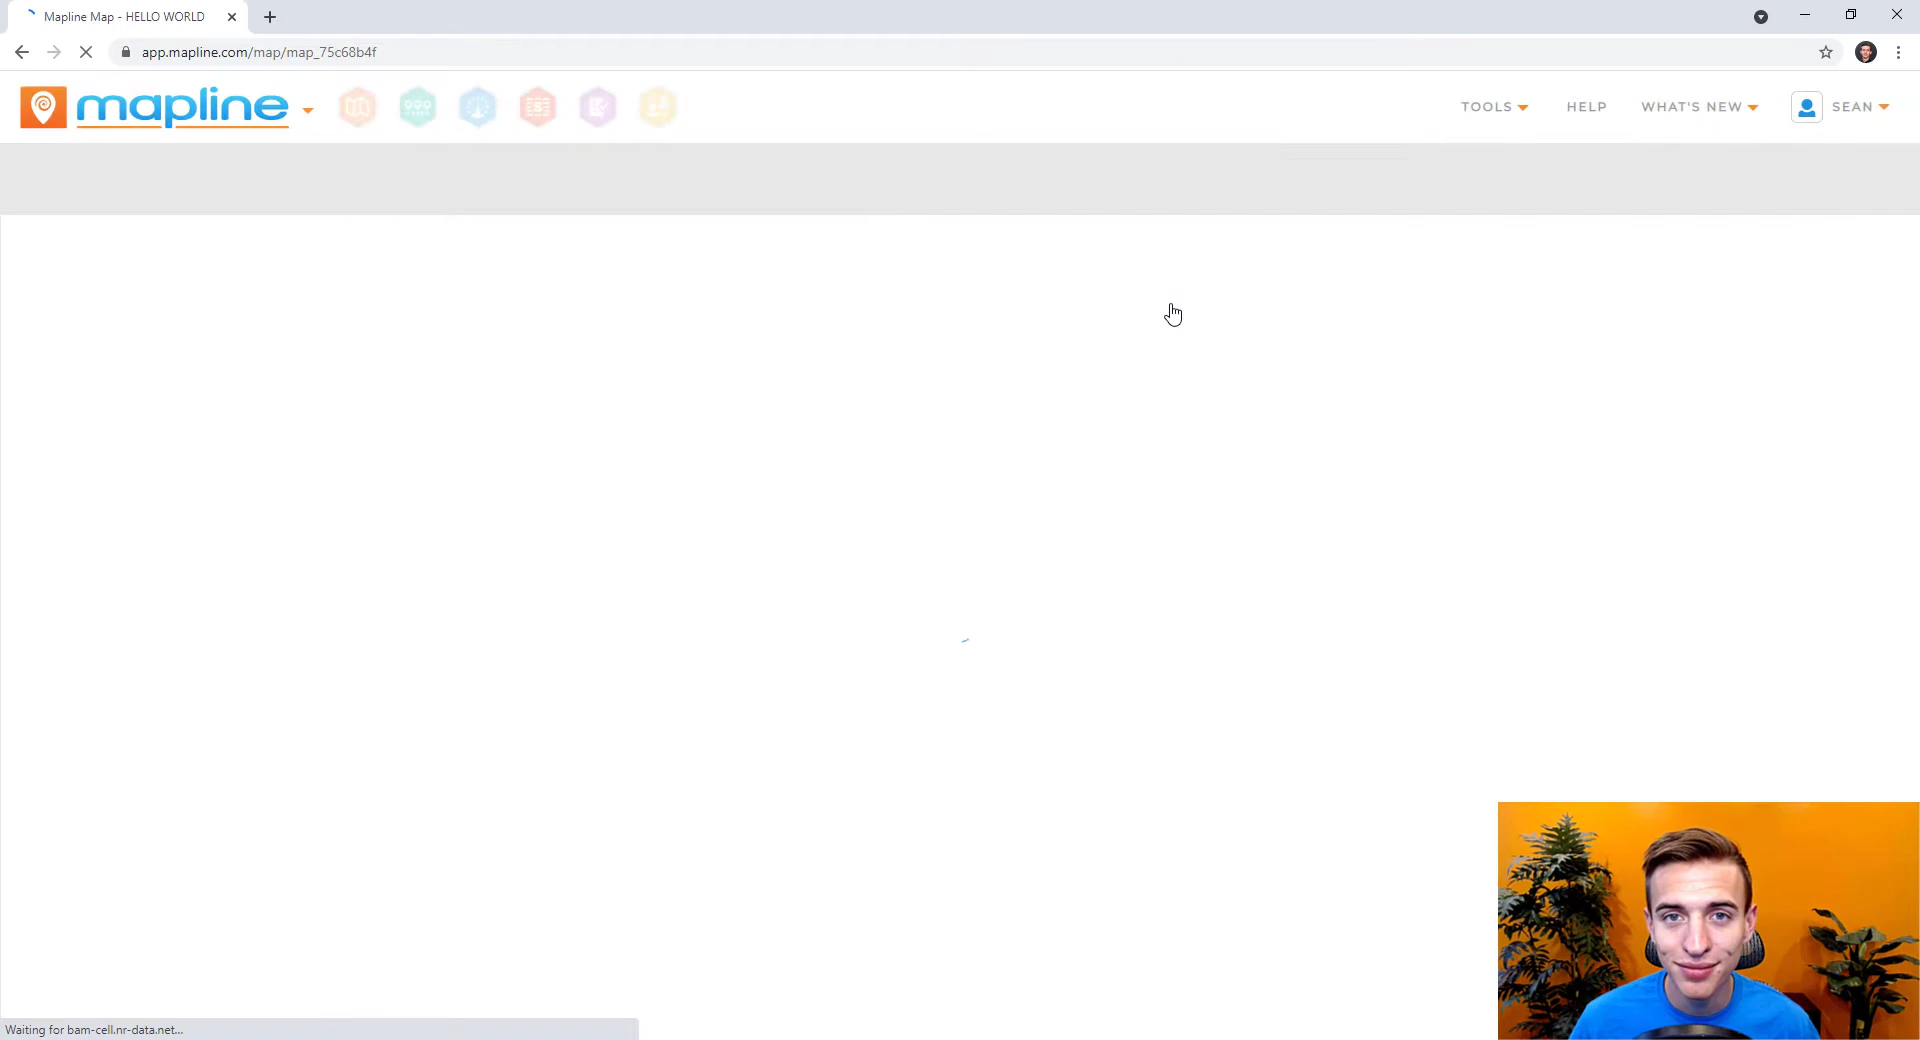 Mapline Map - HELLO WORLD
app.mapline.com/map/map_75c68b4f
mapline
TOOLS
HELP
WHAT'S NEW
SEAN
Waiting for bam-cell.nr-data.net...